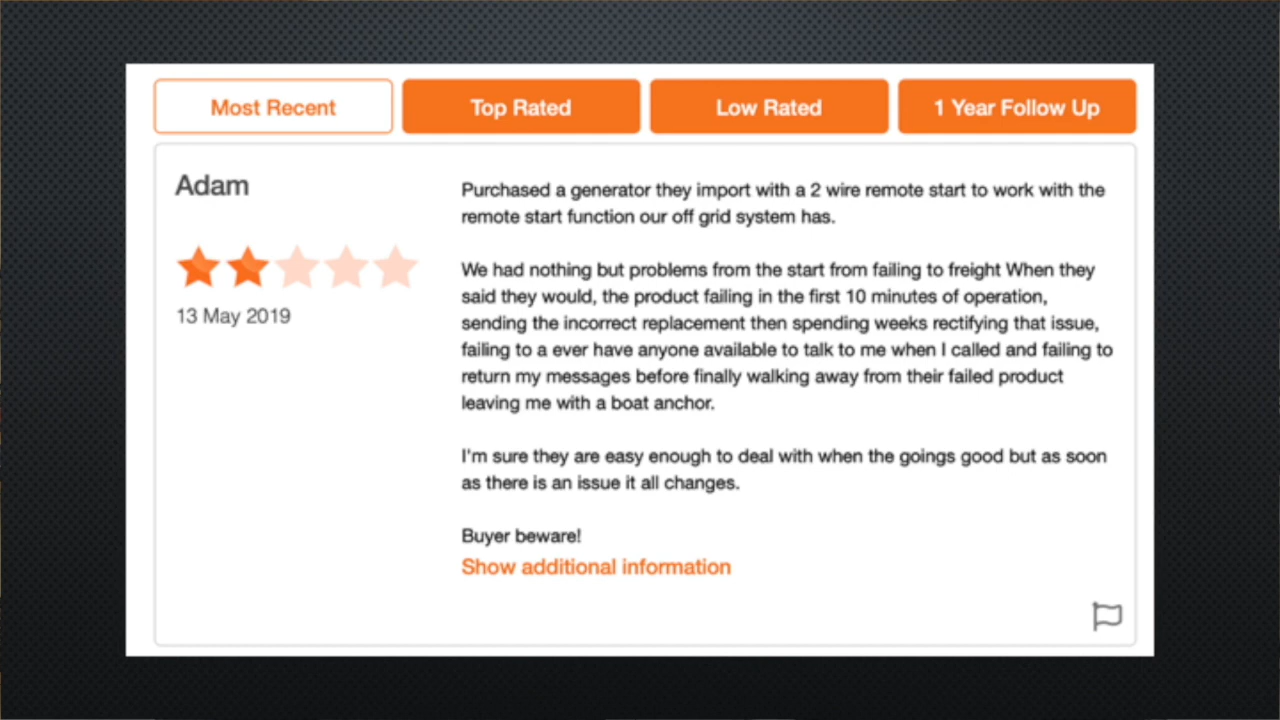 Most Recent
Top Rated
Low Rated
1 Year Follow Up
Adam
13 May 2019
Purchased a generator they import with a 2 wire remote start to work with the
remote start function our off grid system has.
We had nothing but problems from the start from failing to freight When they
said they would, the product failing in the first 10 minutes of operation,
sending the incorrect replacement then spending weeks rectifying that issue,
failing to a ever have anyone available to talk to me when I called and failing to
return my messages before finally walking away from their failed product
leaving me with a boat anchor.
I'm sure they are easy enough to deal with when the goings good but as soon
as there is an issue it all changes.
Buyer beware!
Show additional information